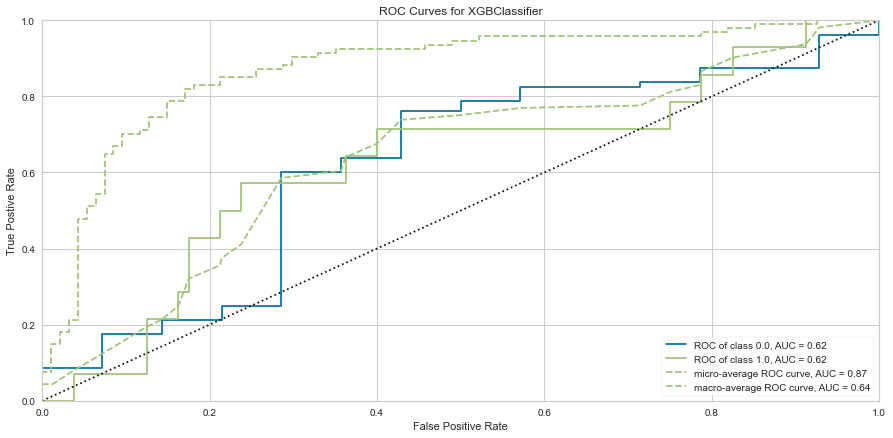 ROC Curves for XGBClassifier
True Postive Rate
1.0
0.8
0.6
0.4
0.2
0.0
0.0 0.2 0.4 0.6 0.8 1.0
False Positive Rate
ROC of class 0.0, AUC = 0.62
ROC of class 1.0, AUC = 0.62
micro-average ROC curve, AUC = 0.87
macro-average ROC curve, AUC = 0.64